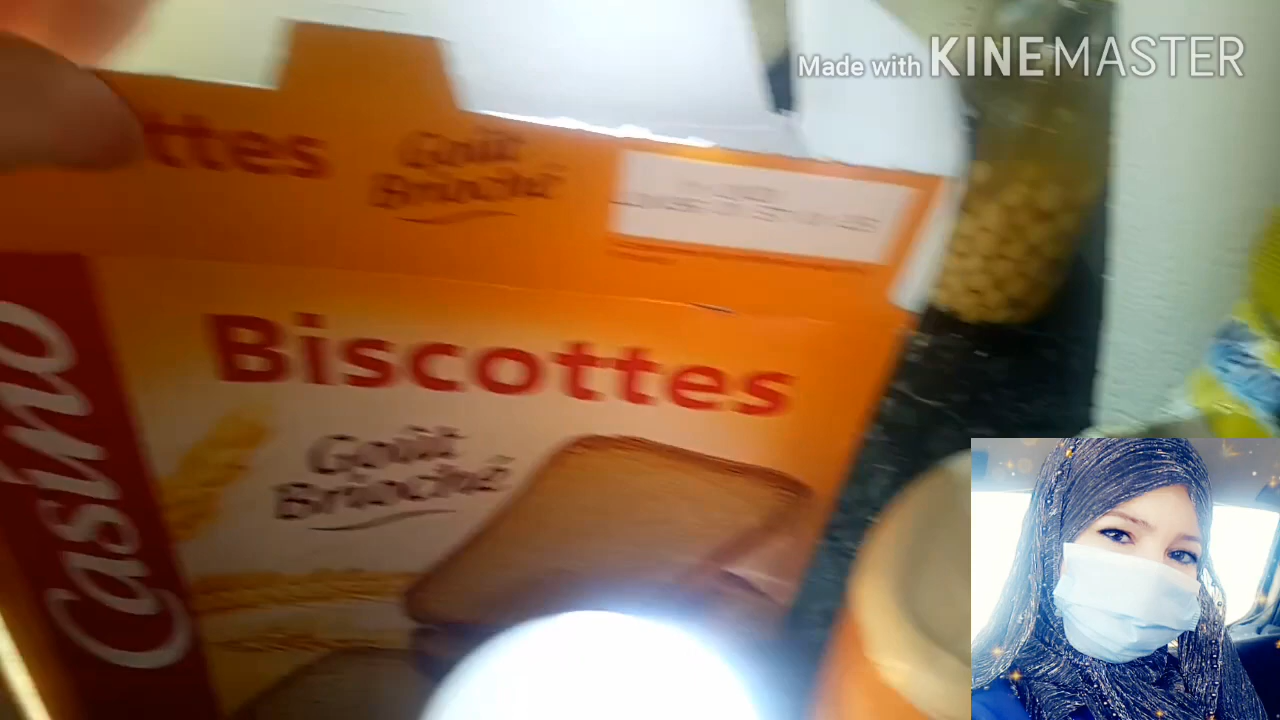 Made with KINEMASTER
ttes
Goût
Brioché
Biscottes
Goût
Brioché
Casino